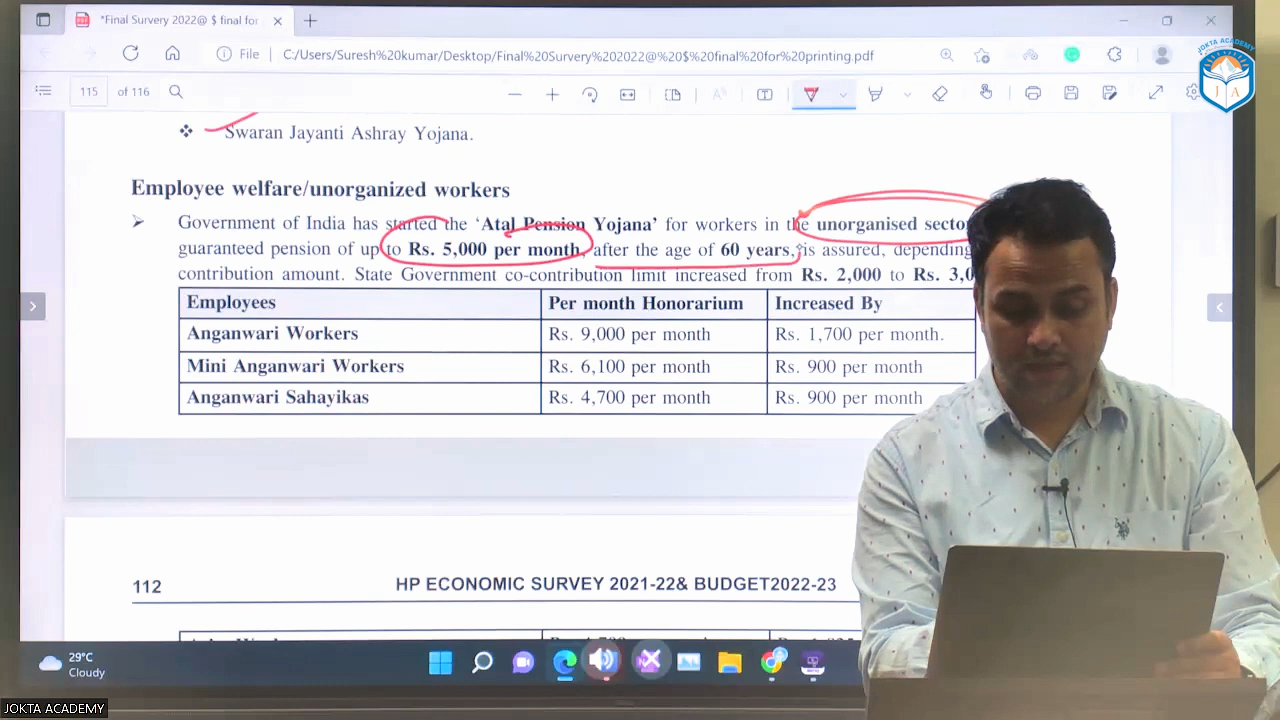 *Final Survery 2022@ $ final for
File
C:/Users/Suresh%20kumar/Desktop/Final%20Survery%202022@%20$%20final%20for%20printing.pdf
JOKTA ACADEMY
J A
115 of 116
Swaran Jayanti Ashray Yojana.
Employee welfare/unorganized workers
Government of India has started the 'Atal Pension Yojana' for workers in the unorganised
guaranteed pension of up to Rs. 5,000 per month, after the age of 60 years, is assured, depending
contribution amount. State Government co-contribution limit increased from Rs. 2,000 to Rs.
Employees Per month Honorarium Increased By
Anganwari Workers Rs. 9,000 per month Rs. 1,700 per month.
Mini Anganwari Workers Rs. 6,100 per month Rs. 900 per month
Anganwari Sahayikas Rs. 4,700 per month Rs. 900 per month
112 HP ECONOMIC SURVEY 2021-22& BUDGET2022-23
29°C
Cloudy
JOKTA ACADEMY